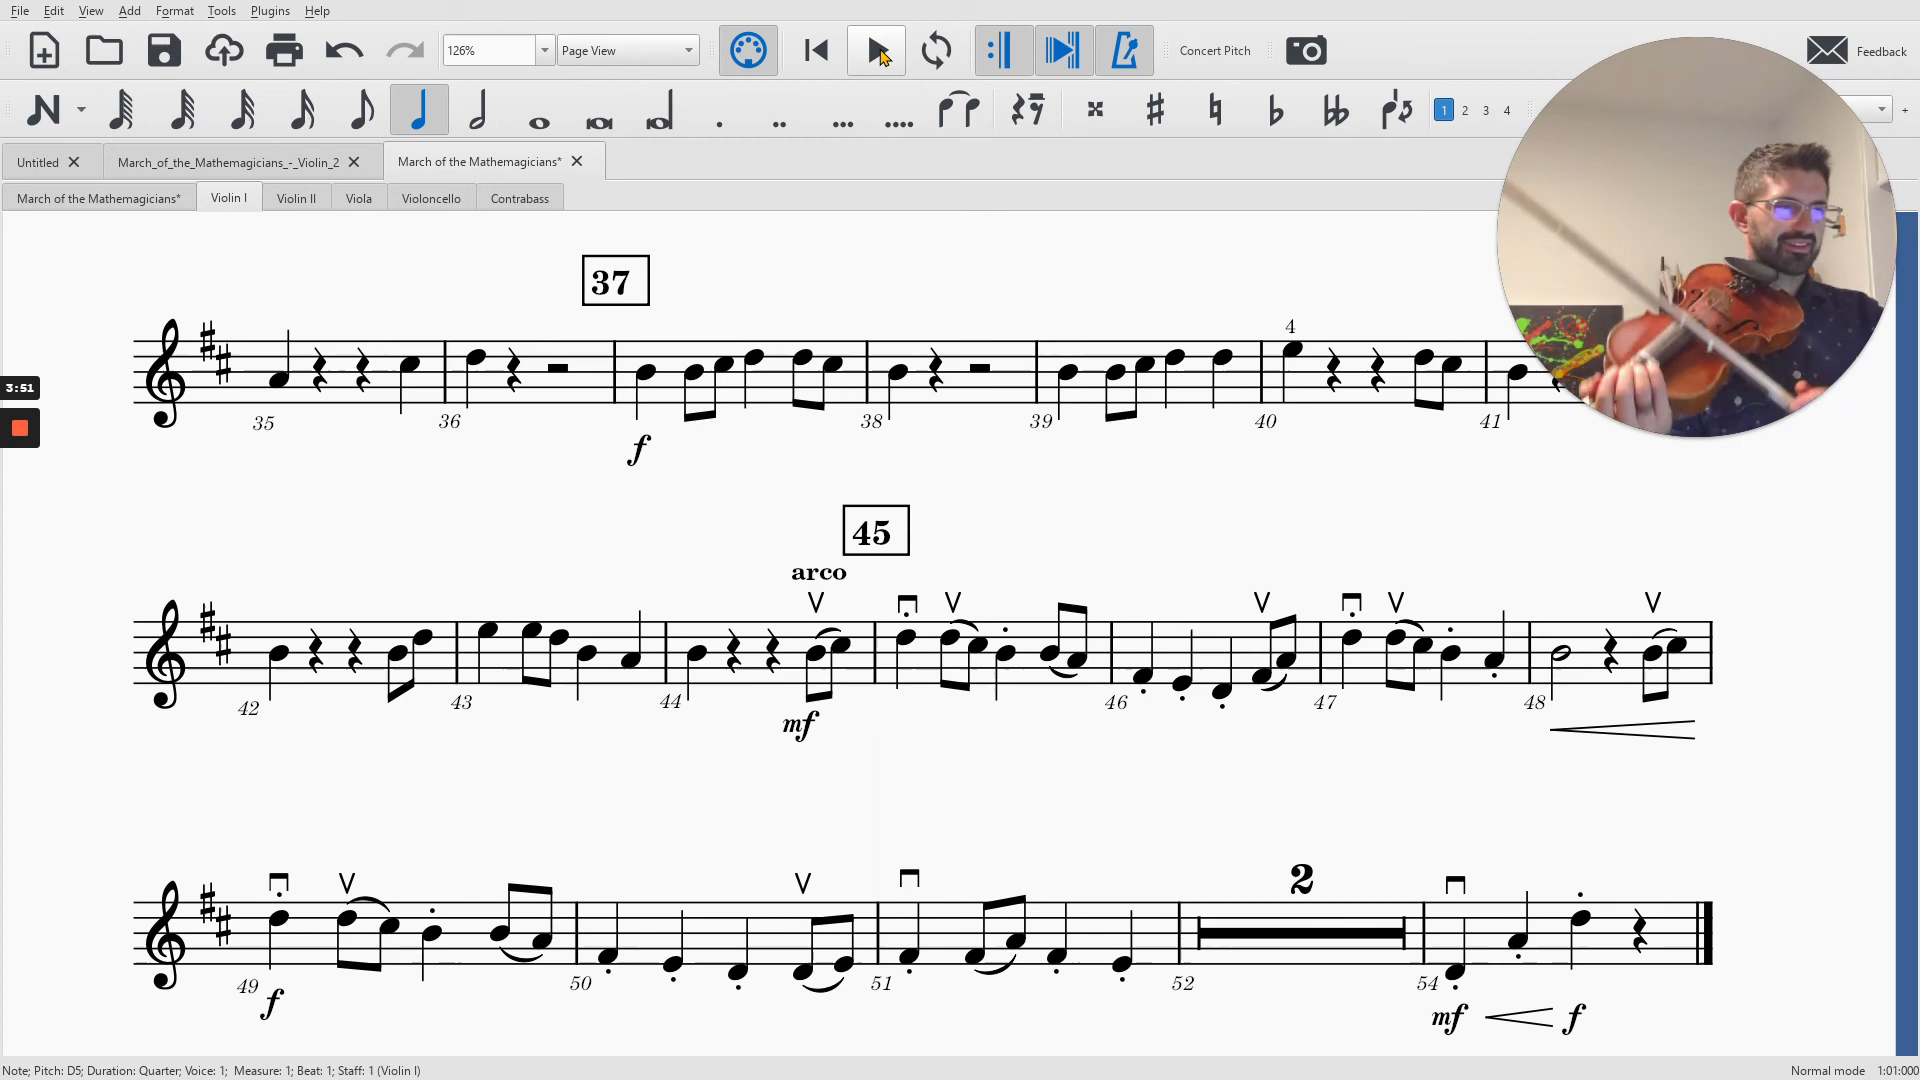 File Edit View Add Format Tools Plugins Help
126% Page View Concert Pitch Feedback
1 2 3 4 +
Untitled March_of_the_Mathemagicians_-_Violin_2 March of the Mathemagicians*
March of the Mathemagicians* Violin I Violin II Viola Violoncello Contrabass
37
4
3:51
35 36 38 39 40 41
f
45
arco
42 43 44 46 47 48
mf
2
49 50 51 52 54
f mf f
Note; Pitch: D5; Duration: Quarter; Voice: 1; Measure: 1; Beat: 1; Staff: 1 (Violin I) Normal mode 1:01:000